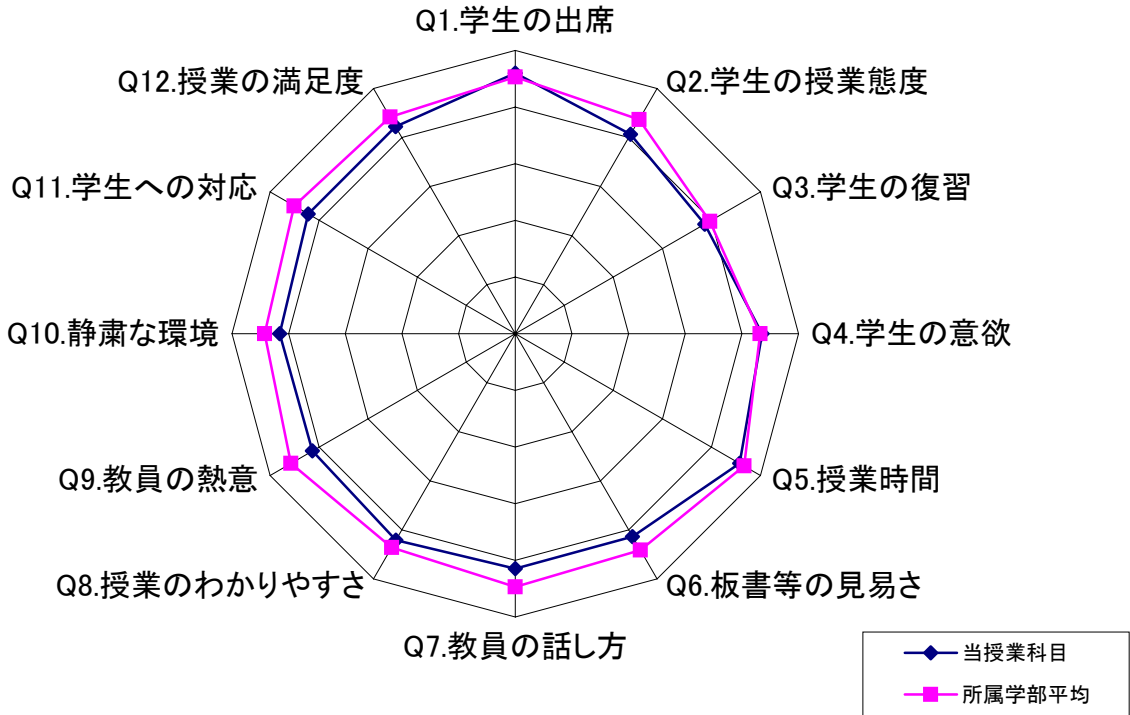 Q1.学生の出席
Q2.学生の授業態度
Q3.学生の復習
Q4.学生の意欲
Q5.授業時間
Q6.板書等の見易さ
Q7.教員の話し方
Q8.授業のわかりやすさ
Q9.教員の熱意
Q10.静粛な環境
Q11.学生への対応
Q12.授業の満足度
当授業科目
所属学部平均